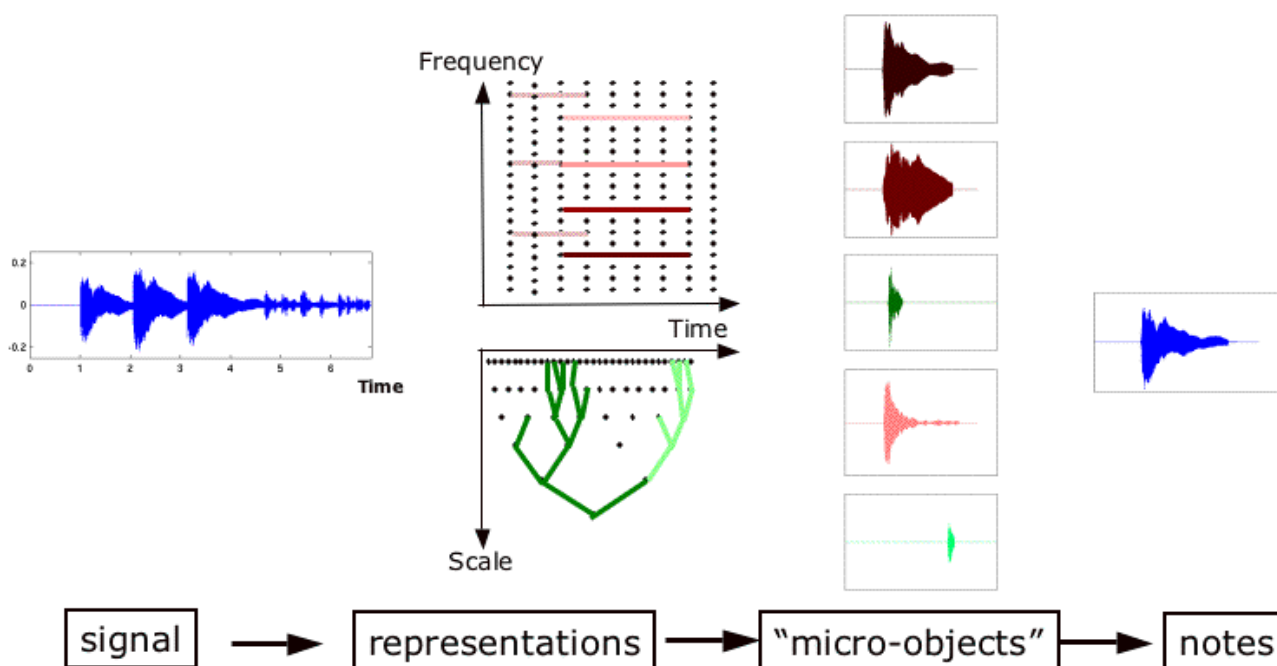 Frequency
Time
0.2
0
-0.2
0 1 2 3 4 5 6
Time
Scale
signal representations “micro-objects” notes